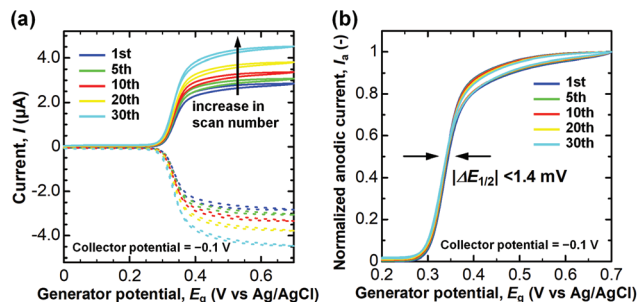 (a)
Current, I (μA)
4.0
2.0
0
-2.0
-4.0
1st
5th
10th
20th
30th
increase in
scan number
Collector potential = −0.1 V
0
0.2
0.4
0.6
Generator potential, Eg (V vs Ag/AgCl)
(b)
Normalized anodic current, Ia (-)
1
0.8
0.6
0.4
0.2
0
1st
5th
10th
20th
30th
|ΔE1/2| <1.4 mV
Collector potential = −0.1 V
0.2
0.3
0.4
0.5
0.6
0.7
Generator potential, Eg (V vs Ag/AgCl)